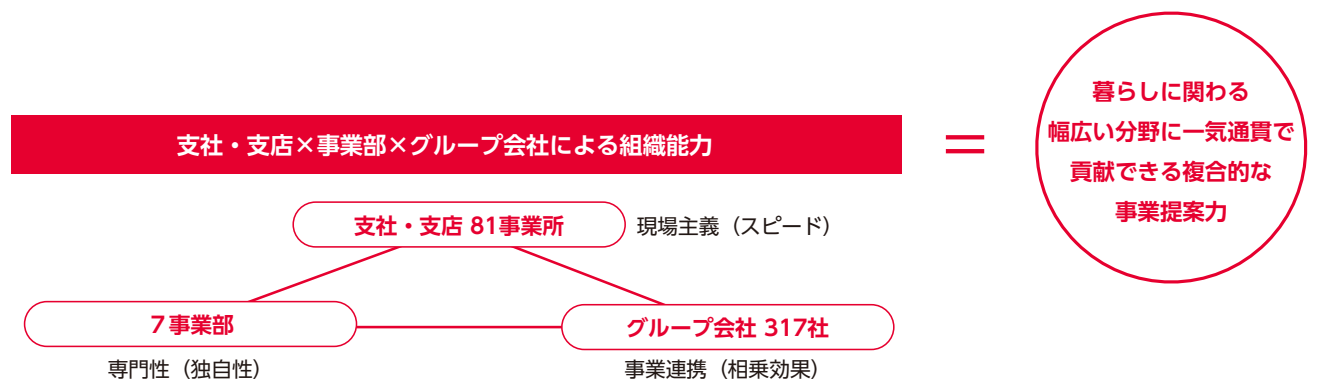 支社・支店×事業部×グループ会社による組織能力
＝
暮らしに関わる
幅広い分野に一気通貫で
貢献できる複合的な
事業提案力
支社・支店 81事業所
現場主義（スピード）
7事業部
専門性（独自性）
グループ会社 317社
事業連携（相乗効果）